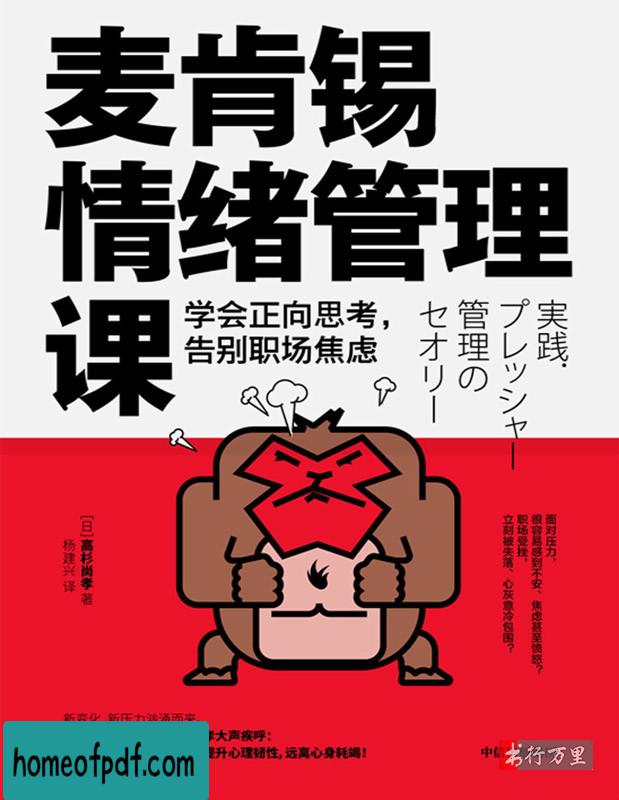 麦肯锡
情绪管理
课
学会正向思考，
告别职场焦虑
実践·
プレッシャー
管理の
セオリー
[日]高杉尚孝 著
杨建兴 译
面对压力，
很容易感到不安、焦虑甚至愤怒？
职场受挫，
立刻被失落、心灰意冷包围？
新变化、新压力汹涌而来，
大声疾呼：
提升心理韧性，远离心身耗竭！
中信
书行万里
homeofpdf.com